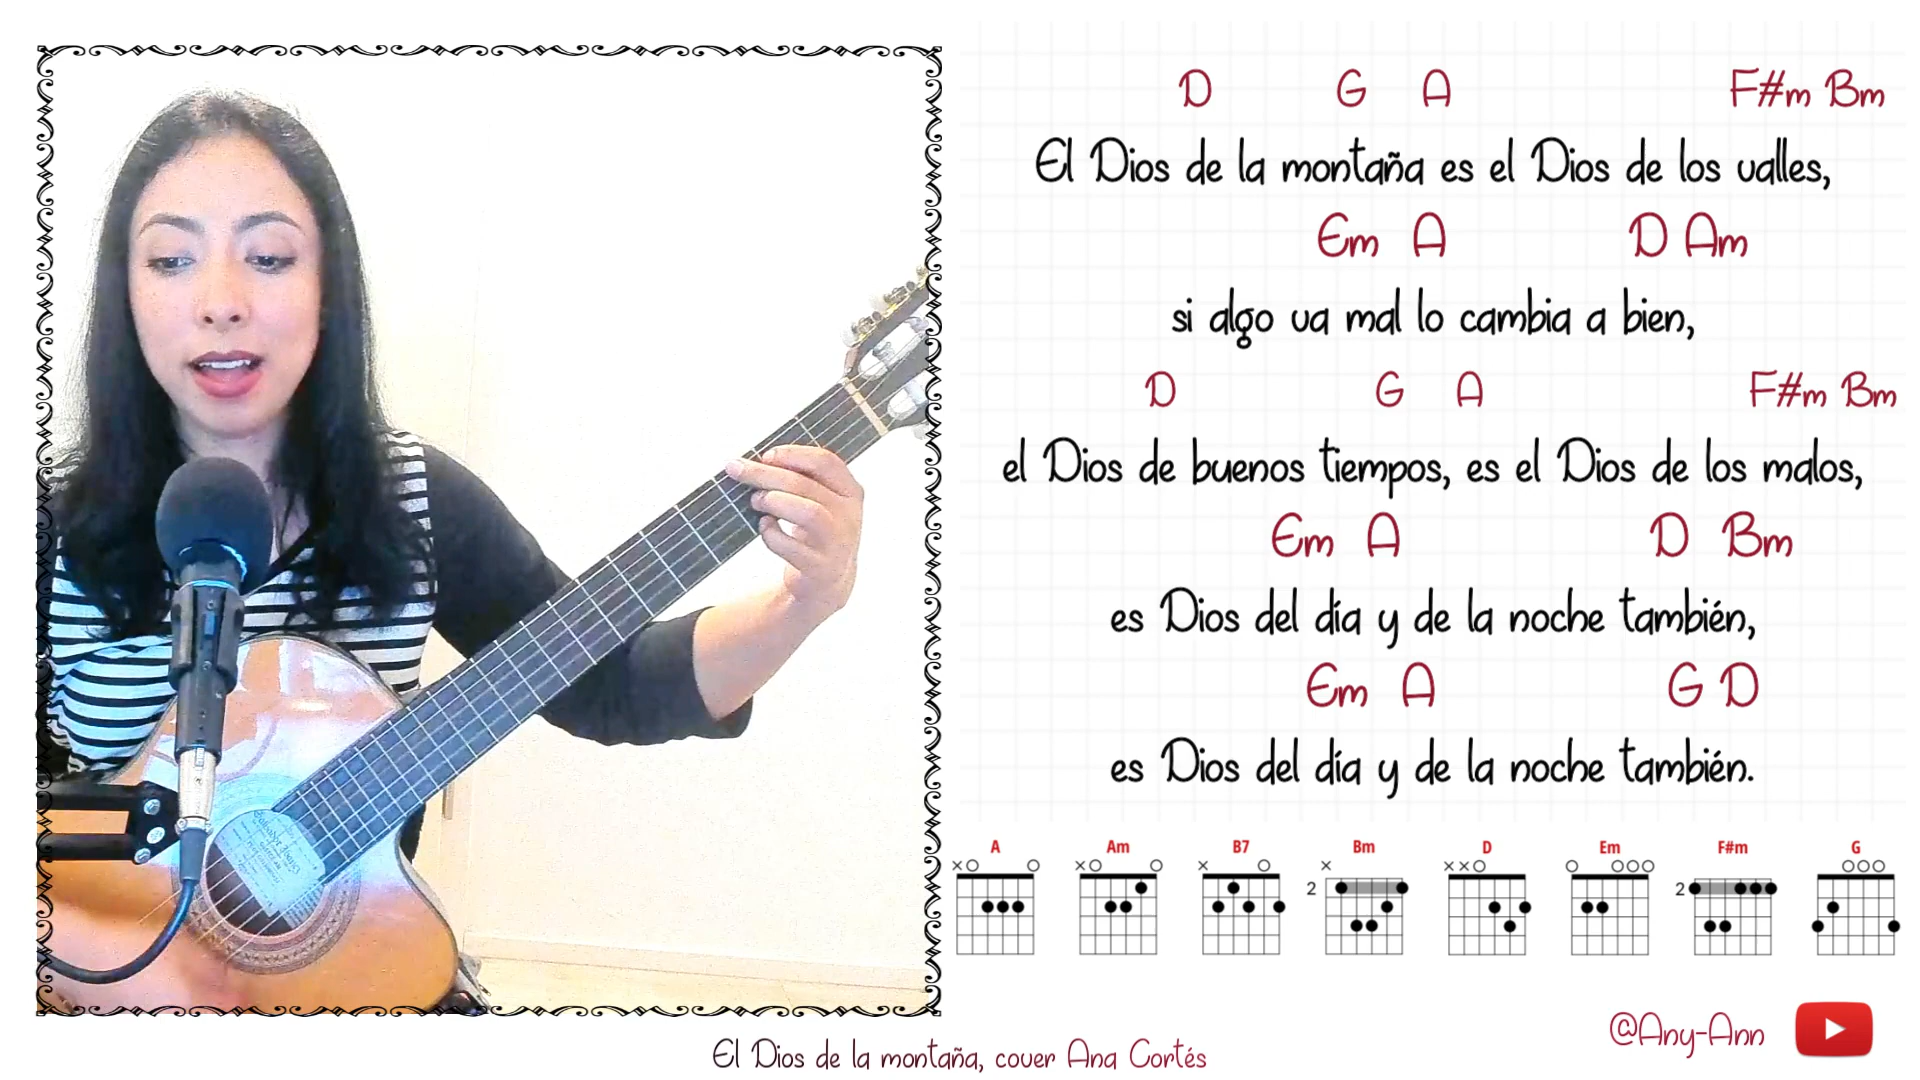 D G A F#m Bm
El Dios de la montaña es el Dios de los valles,
Em A D Am
si algo va mal lo cambia a bien,
D G A F#m Bm
el Dios de buenos tiempos, es el Dios de los malos,
Em A D Bm
es Dios del día y de la noche también,
Em A G D
es Dios del día y de la noche también.
A Am B7 Bm D Em F#m G
×○ ○ ×○ ○ × ○ × ××○ ○ ○○○ ○○○
2 2
@Any-Ann
El Dios de la montaña, cover Ana Cortés